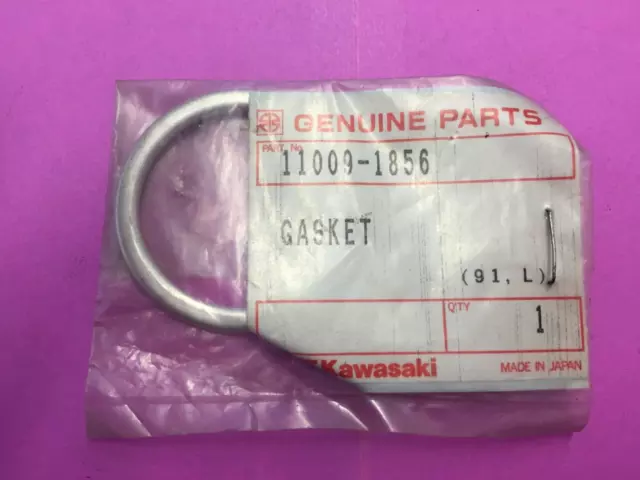 GENUINE PARTS
PART No.
11009-1856
GASKET
(91, L)
Q'TY 1
Kawasaki MADE IN JAPAN